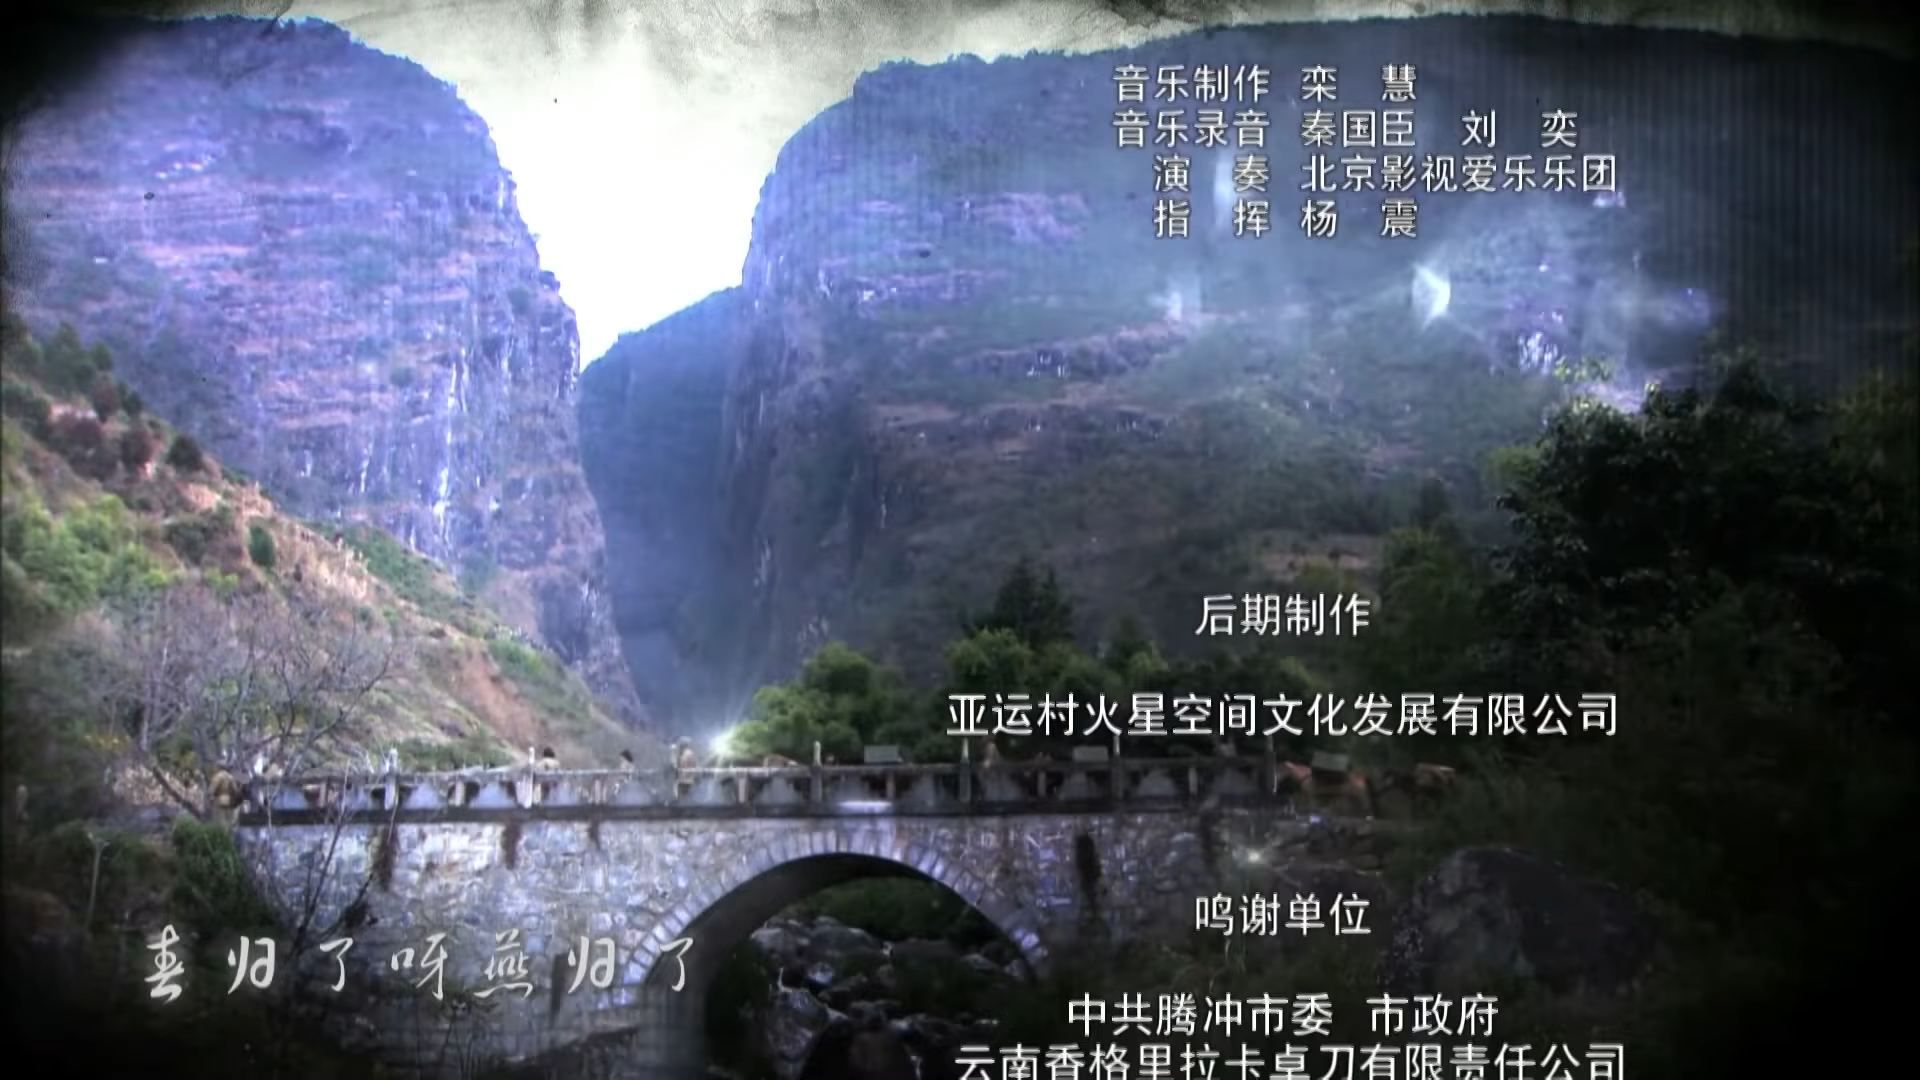 音乐制作 栾 慧
音乐录音 秦国臣 刘 奕
演 奏 北京影视爱乐乐团
指 挥 杨 震
后期制作
亚运村火星空间文化发展有限公司
鸣谢单位
春归了呀燕归了
中共腾冲市委 市政府
云南香格里拉卡卓刀有限责任公司